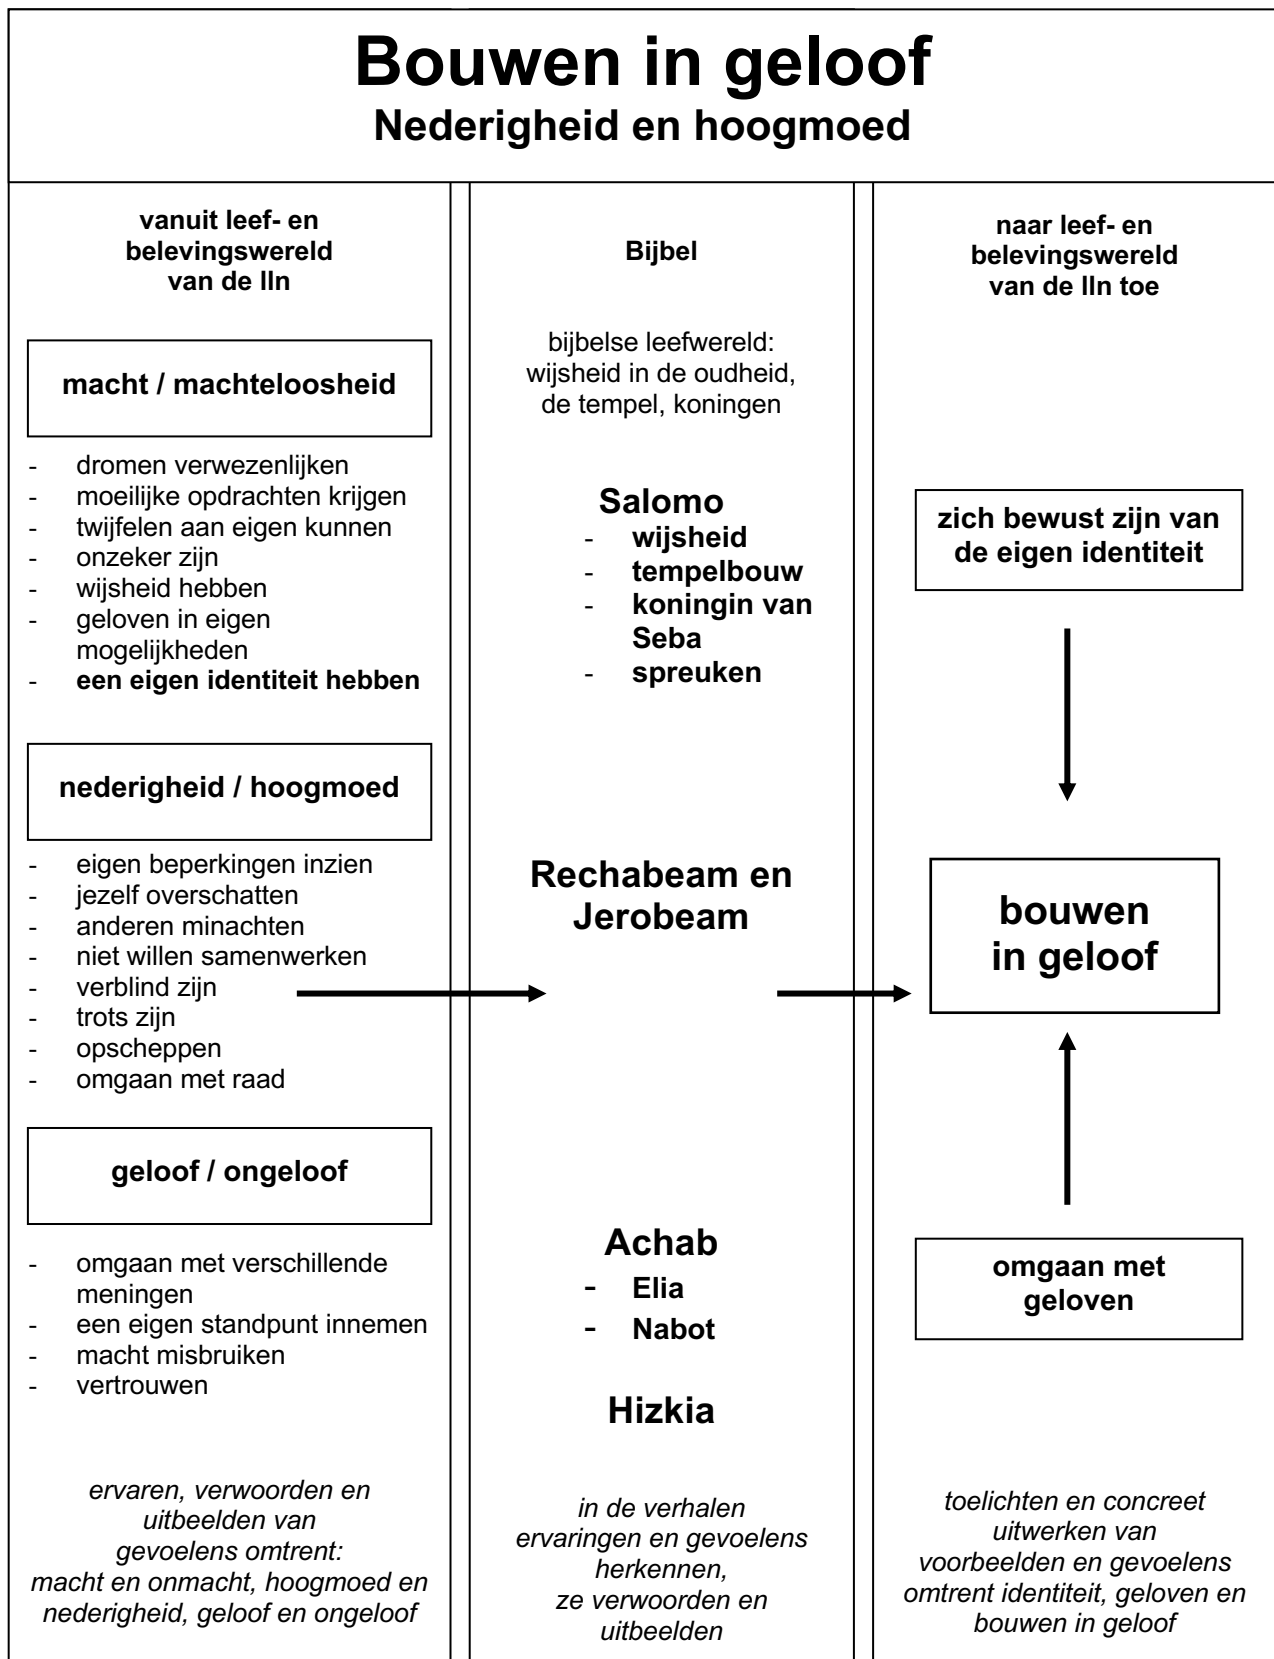 Bouwen in geloof
Nederigheid en hoogmoed
vanuit leef- en
belevingswereld
van de lln
macht / machteloosheid
- dromen verwezenlijken
- moeilijke opdrachten krijgen
- twijfelen aan eigen kunnen
- onzeker zijn
- wijsheid hebben
- geloven in eigen
mogelijkheden
- een eigen identiteit hebben
nederigheid / hoogmoed
- eigen beperkingen inzien
- jezelf overschatten
- anderen minachten
- niet willen samenwerken
- verblind zijn
- trots zijn
- opscheppen
- omgaan met raad
geloof / ongeloof
- omgaan met verschillende
meningen
- een eigen standpunt innemen
- macht misbruiken
- vertrouwen
ervaren, verwoorden en
uitbeelden van
gevoelens omtrent:
macht en onmacht, hoogmoed en
nederigheid, geloof en ongeloof
Bijbel
bijbelse leefwereld:
wijsheid in de oudheid,
de tempel, koningen
Salomo
- wijsheid
- tempelbouw
- koningin van
Seba
- spreuken
Rechabeam en
Jerobeam
Achab
- Elia
- Nabot
Hizkia
in de verhalen
ervaringen en gevoelens
herkennen,
ze verwoorden en
uitbeelden
naar leef- en
belevingswereld
van de lln toe
zich bewust zijn van
de eigen identiteit
bouwen
in geloof
omgaan met
geloven
toelichten en concreet
uitwerken van
voorbeelden en gevoelens
omtrent identiteit, geloven en
bouwen in geloof